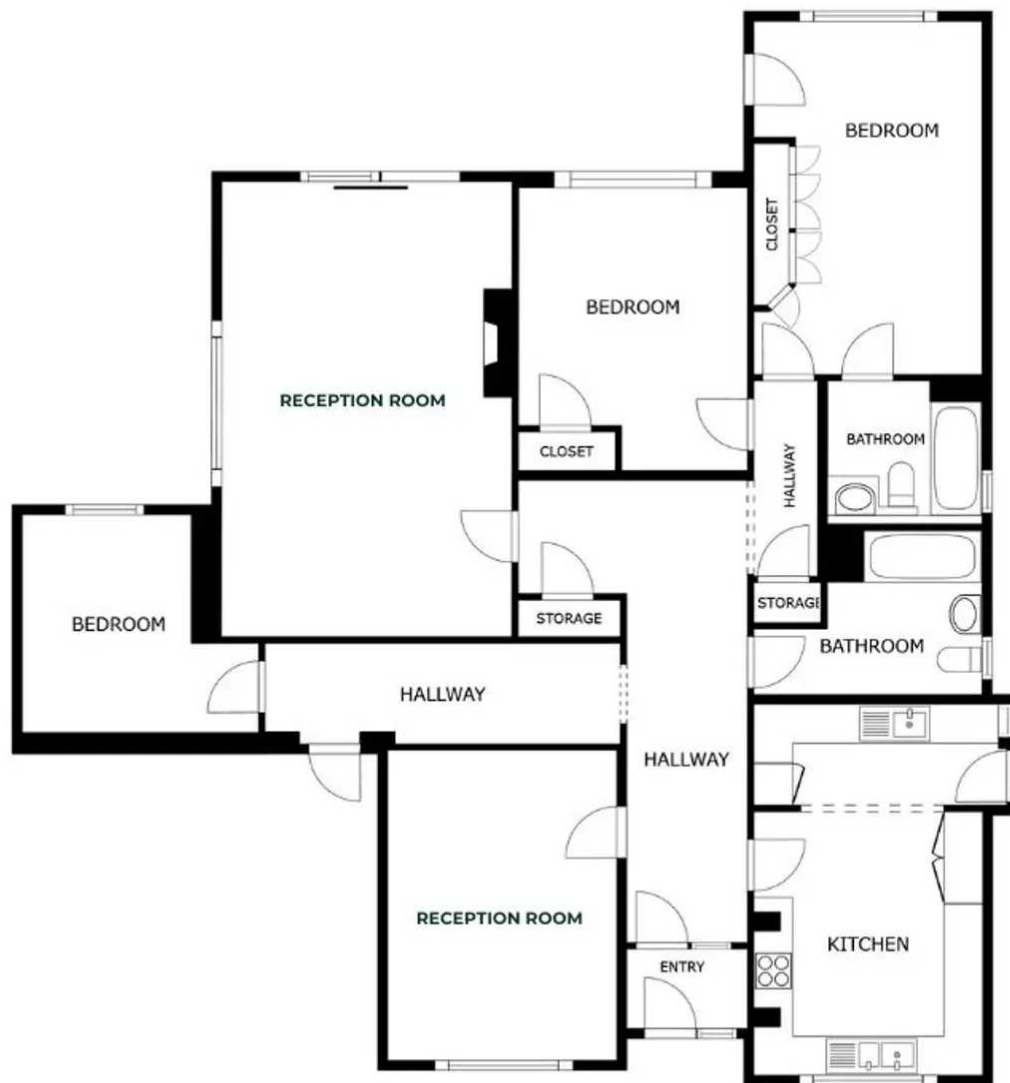 BEDROOM
CLOSET
BEDROOM
RECEPTION ROOM
BATHROOM
CLOSET
HALLWAY
STORAGE
STORAGE
BEDROOM
BATHROOM
HALLWAY
HALLWAY
RECEPTION ROOM
KITCHEN
ENTRY